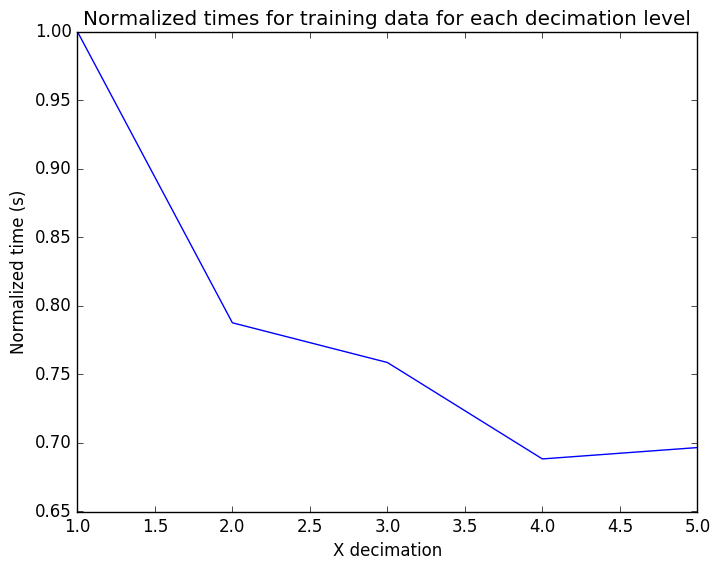 Normalized times for training data for each decimation level
1.00
0.95
0.90
0.85
0.80
0.75
0.70
0.65
Normalized time (s)
1.0 1.5 2.0 2.5 3.0 3.5 4.0 4.5 5.0
X decimation